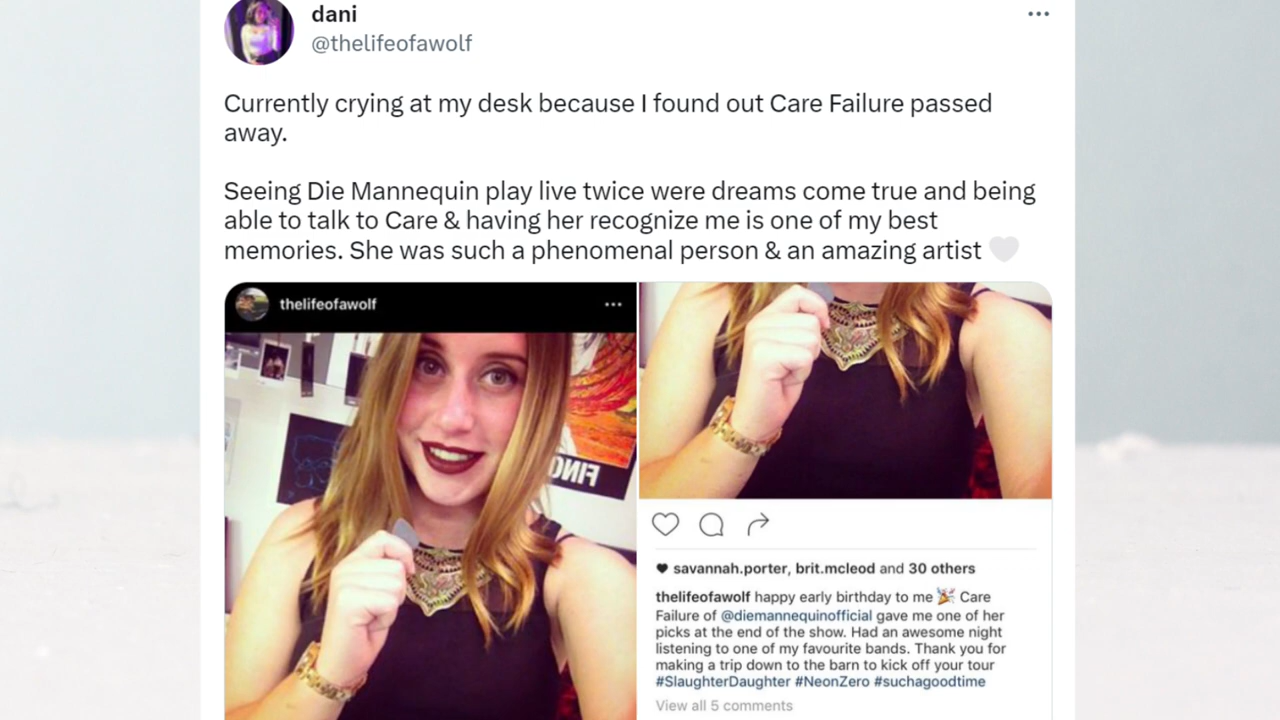 dani
@thelifeofawolf
Currently crying at my desk because I found out Care Failure passed
away.
Seeing Die Mannequin play live twice were dreams come true and being
able to talk to Care & having her recognize me is one of my best
memories. She was such a phenomenal person & an amazing artist 🤍
thelifeofawolf
FIND
savannah.porter, brit.mcleod and 30 others
thelifeofawolf happy early birthday to me 🎉 Care
Failure of @diemannequinofficial gave me one of her
picks at the end of the show. Had an awesome night
listening to one of my favourite bands. Thank you for
making a trip down to the barn to kick off your tour
#SlaughterDaughter #NeonZero #suchagoodtime
View all 5 comments